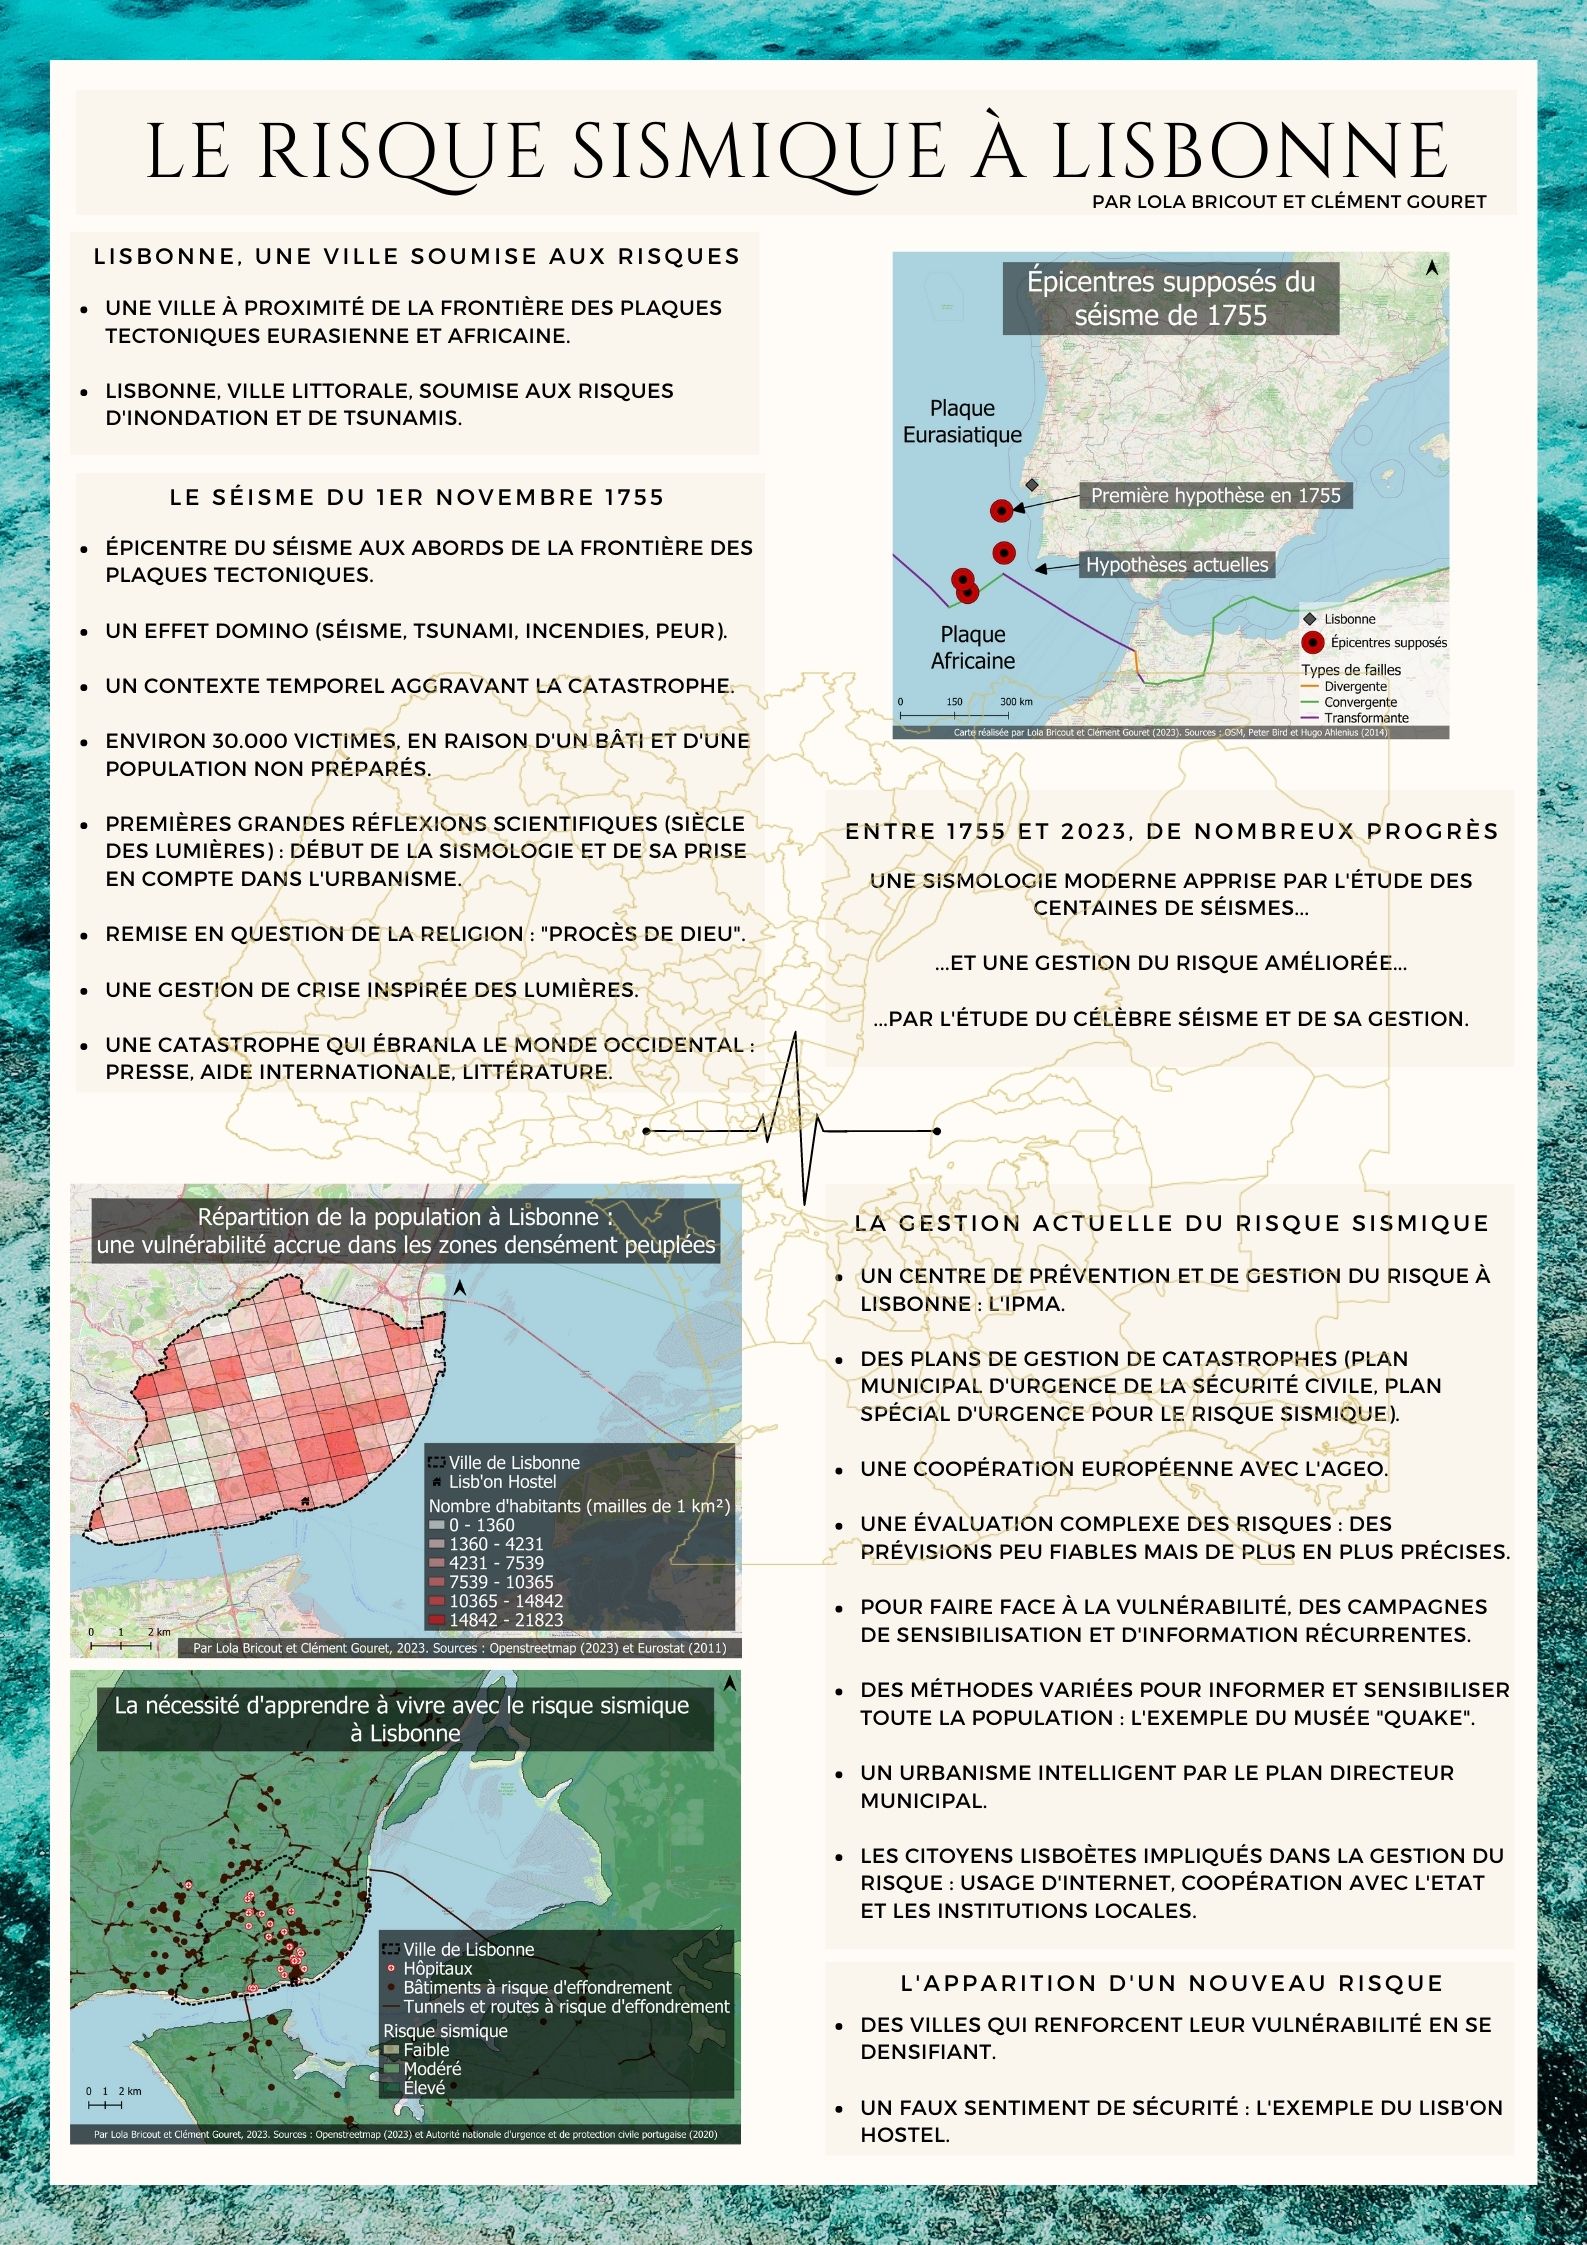 LE RISQUE SISMIQUE À LISBONNE
PAR LOLA BRICOUT ET CLÉMENT GOURET
LISBONNE, UNE VILLE SOUMISE AUX RISQUES
• UNE VILLE À PROXIMITÉ DE LA FRONTIÈRE DES PLAQUES
TECTONIQUES EURASIENNE ET AFRICAINE.
• LISBONNE, VILLE LITTORALE, SOUMISE AUX RISQUES
D'INONDATION ET DE TSUNAMIS.
LE SÉISME DU 1ER NOVEMBRE 1755
• ÉPICENTRE DU SÉISME AUX ABORDS DE LA FRONTIÈRE DES
PLAQUES TECTONIQUES.
• UN EFFET DOMINO (SÉISME, TSUNAMI, INCENDIES, PEUR).
• UN CONTEXTE TEMPOREL AGGRAVANT LA CATASTROPHE.
• ENVIRON 30.000 VICTIMES, EN RAISON D'UN BÂTI ET D'UNE
POPULATION NON PRÉPARÉS.
• PREMIÈRES GRANDES RÉFLEXIONS SCIENTIFIQUES (SIÈCLE
DES LUMIÈRES) : DÉBUT DE LA SISMOLOGIE ET DE SA PRISE
EN COMPTE DANS L'URBANISME.
• REMISE EN QUESTION DE LA RELIGION : "PROCÈS DE DIEU".
• UNE GESTION DE CRISE INSPIRÉE DES LUMIÈRES.
• UNE CATASTROPHE QUI ÉBRANLA LE MONDE OCCIDENTAL :
PRESSE, AIDE INTERNATIONALE, LITTÉRATURE.
Épicentres supposés du
séisme de 1755
Plaque
Eurasiatique
Première hypothèse en 1755
Hypothèses actuelles
Plaque
Africaine
Lisbonne
Épicentres supposés
Types de failles
Divergente
Convergente
Transformante
0 150 300 km
Carte réalisée par Lola Bricout et Clément Gouret (2023). Sources : OSM, Peter Bird et Hugo Ahlenius (2014)
ENTRE 1755 ET 2023, DE NOMBREUX PROGRÈS
UNE SISMOLOGIE MODERNE APPRISE PAR L'ÉTUDE DES
CENTAINES DE SÉISMES...
...ET UNE GESTION DU RISQUE AMÉLIORÉE...
...PAR L'ÉTUDE DU CÉLÈBRE SÉISME ET DE SA GESTION.
Répartition de la population à Lisbonne :
une vulnérabilité accrue dans les zones densément peuplées
Ville de Lisbonne
Lisb'on Hostel
Nombre d'habitants (mailles de 1 km²)
0 - 1360
1360 - 4231
4231 - 7539
7539 - 10365
10365 - 14842
14842 - 21823
0 1 2 km
Par Lola Bricout et Clément Gouret, 2023. Sources : Openstreetmap (2023) et Eurostat (2011)
La nécessité d'apprendre à vivre avec le risque sismique
à Lisbonne
Ville de Lisbonne
Hôpitaux
Bâtiments à risque d'effondrement
Tunnels et routes à risque d'effondrement
Risque sismique
Faible
Modéré
Élevé
0 1 2 km
Par Lola Bricout et Clément Gouret, 2023. Sources : Openstreetmap (2023) et Autorité nationale d'urgence et de protection civile portugaise (2020)
LA GESTION ACTUELLE DU RISQUE SISMIQUE
• UN CENTRE DE PRÉVENTION ET DE GESTION DU RISQUE À
LISBONNE : L'IPMA.
• DES PLANS DE GESTION DE CATASTROPHES (PLAN
MUNICIPAL D'URGENCE DE LA SÉCURITÉ CIVILE, PLAN
SPÉCIAL D'URGENCE POUR LE RISQUE SISMIQUE).
• UNE COOPÉRATION EUROPÉENNE AVEC L'AGEO.
• UNE ÉVALUATION COMPLEXE DES RISQUES : DES
PRÉVISIONS PEU FIABLES MAIS DE PLUS EN PLUS PRÉCISES.
• POUR FAIRE FACE À LA VULNÉRABILITÉ, DES CAMPAGNES
DE SENSIBILISATION ET D'INFORMATION RÉCURRENTES.
• DES MÉTHODES VARIÉES POUR INFORMER ET SENSIBILISER
TOUTE LA POPULATION : L'EXEMPLE DU MUSÉE "QUAKE".
• UN URBANISME INTELLIGENT PAR LE PLAN DIRECTEUR
MUNICIPAL.
• LES CITOYENS LISBOÈTES IMPLIQUÉS DANS LA GESTION DU
RISQUE : USAGE D'INTERNET, COOPÉRATION AVEC L'ETAT
ET LES INSTITUTIONS LOCALES.
L'APPARITION D'UN NOUVEAU RISQUE
• DES VILLES QUI RENFORCENT LEUR VULNÉRABILITÉ EN SE
DENSIFIANT.
• UN FAUX SENTIMENT DE SÉCURITÉ : L'EXEMPLE DU LISB'ON
HOSTEL.